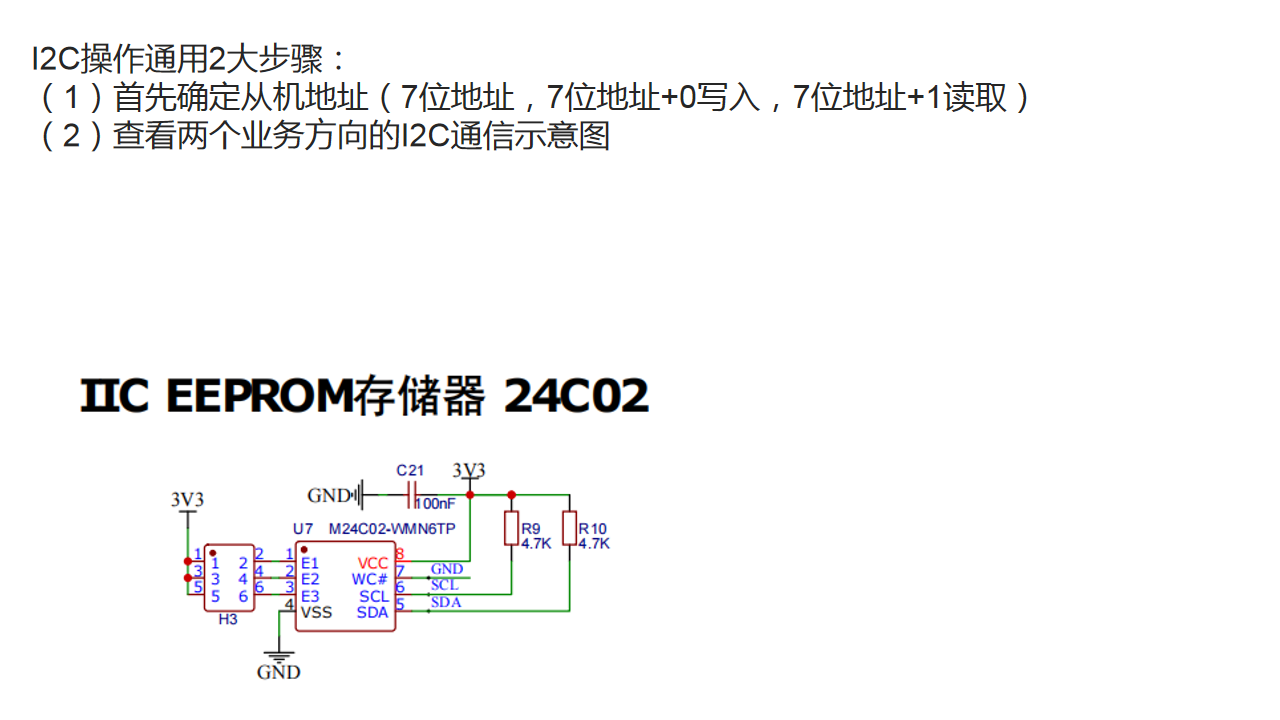 I2C操作通用2大步骤：
（1）首先确定从机地址（7位地址，7位地址+0写入，7位地址+1读取）
（2）查看两个业务方向的I2C通信示意图
IIC EEPROM存储器 24C02
C21
3V3
GND
100nF
3V3
U7 M24C02-WMN6TP
R9
4.7K
R10
4.7K
1 1 2 2
3 3 4 4
5 5 6 6
H3
1 E1 VCC 8
2 E2 WC# 7 GND
3 E3 SCL 6 SCL
4 VSS SDA 5 SDA
GND